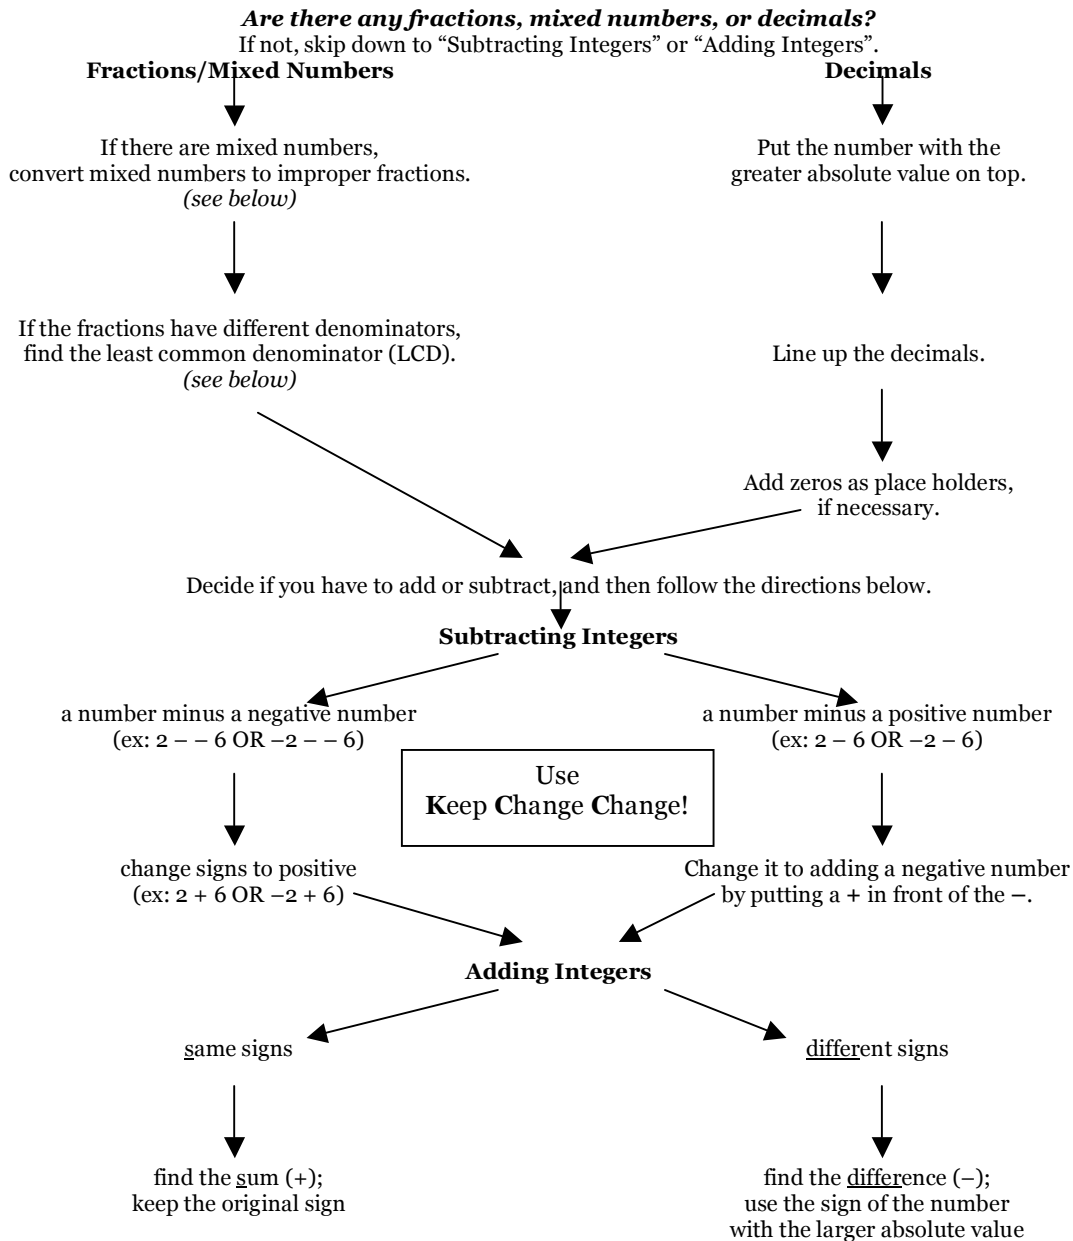 Are there any fractions, mixed numbers, or decimals?
If not, skip down to “Subtracting Integers” or “Adding Integers”.
Fractions/Mixed Numbers
Decimals
If there are mixed numbers,
convert mixed numbers to improper fractions.
(see below)
Put the number with the
greater absolute value on top.
If the fractions have different denominators,
find the least common denominator (LCD).
(see below)
Line up the decimals.
Add zeros as place holders,
if necessary.
Decide if you have to add or subtract, and then follow the directions below.
Subtracting Integers
a number minus a negative number
(ex: 2 – – 6 OR –2 – – 6)
a number minus a positive number
(ex: 2 – 6 OR –2 – 6)
Use
Keep Change Change!
change signs to positive
(ex: 2 + 6 OR –2 + 6)
Change it to adding a negative number
by putting a + in front of the –.
Adding Integers
same signs
different signs
find the sum (+);
keep the original sign
find the difference (–);
use the sign of the number
with the larger absolute value